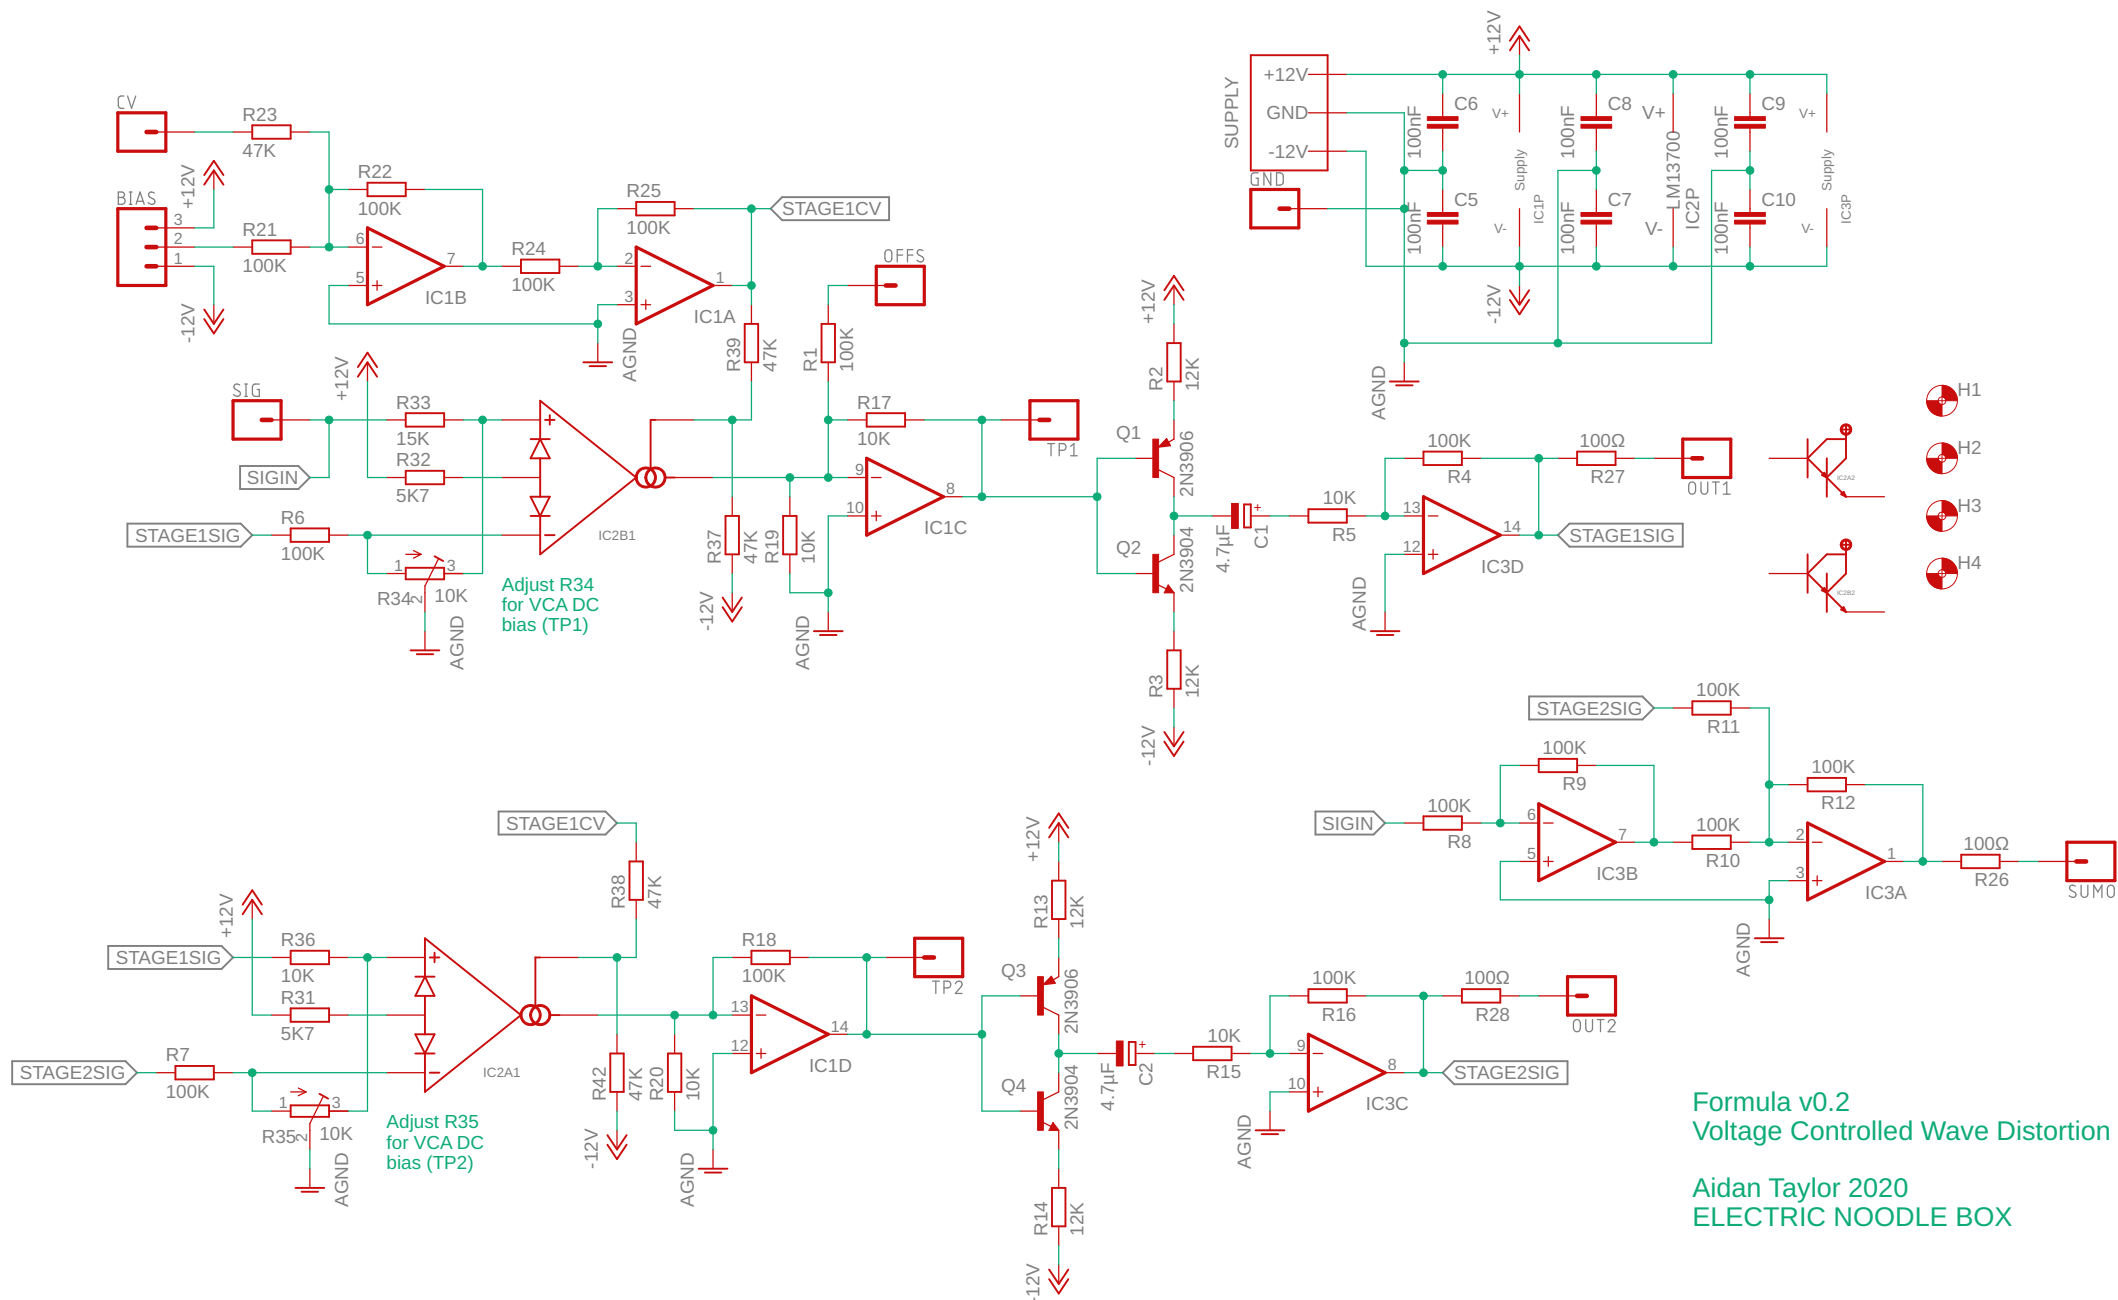 CV
R23
47K
+12V
R22
100K
BIAS
3
2
1
R21
100K
-12V
6
5
7
IC1B
R24
100K
R25
100K
2
3
1
IC1A
AGND
STAGE1CV
OFFS
R39
47K
R1
100K
SIG
+12V
R33
15K
SIGIN
R32
5K7
STAGE1SIG
R6
100K
1
3
R34
2
10K
AGND
IC2B1
Adjust R34
for VCA DC
bias (TP1)
R37
47K
-12V
R19
10K
AGND
R17
10K
9
10
8
IC1C
TP1
+12V
R2
12K
Q1
2N3906
Q2
2N3904
R3
12K
-12V
4.7µF
+
C1
10K
R5
100K
R4
13
12
14
IC3D
AGND
100Ω
R27
OUT1
STAGE1SIG
SUPPLY
+12V
GND
-12V
GND
+12V
C6
100nF
C5
100nF
V+
Supply
V-
IC1P
-12V
C8
100nF
C7
100nF
V+
LM13700
V-
IC2P
C9
100nF
C10
100nF
V+
Supply
V-
IC3P
AGND
IC2A2
IC2B2
H1
H2
H3
H4
STAGE2SIG
100K
R11
SIGIN
100K
R8
100K
R9
6
5
7
IC3B
100K
R10
100K
R12
2
3
1
IC3A
AGND
100Ω
R26
SUMO
STAGE1CV
R38
47K
+12V
STAGE1SIG
R36
10K
R31
5K7
STAGE2SIG
R7
100K
1
3
R35
2
10K
AGND
IC2A1
Adjust R35
for VCA DC
bias (TP2)
R42
47K
-12V
R20
10K
AGND
R18
100K
13
12
14
IC1D
TP2
+12V
R13
12K
Q3
2N3906
Q4
2N3904
R14
12K
-12V
4.7µF
+
C2
10K
R15
100K
R16
9
10
8
IC3C
AGND
100Ω
R28
OUT2
STAGE2SIG
Formula v0.2
Voltage Controlled Wave Distortion
Aidan Taylor 2020
ELECTRIC NOODLE BOX